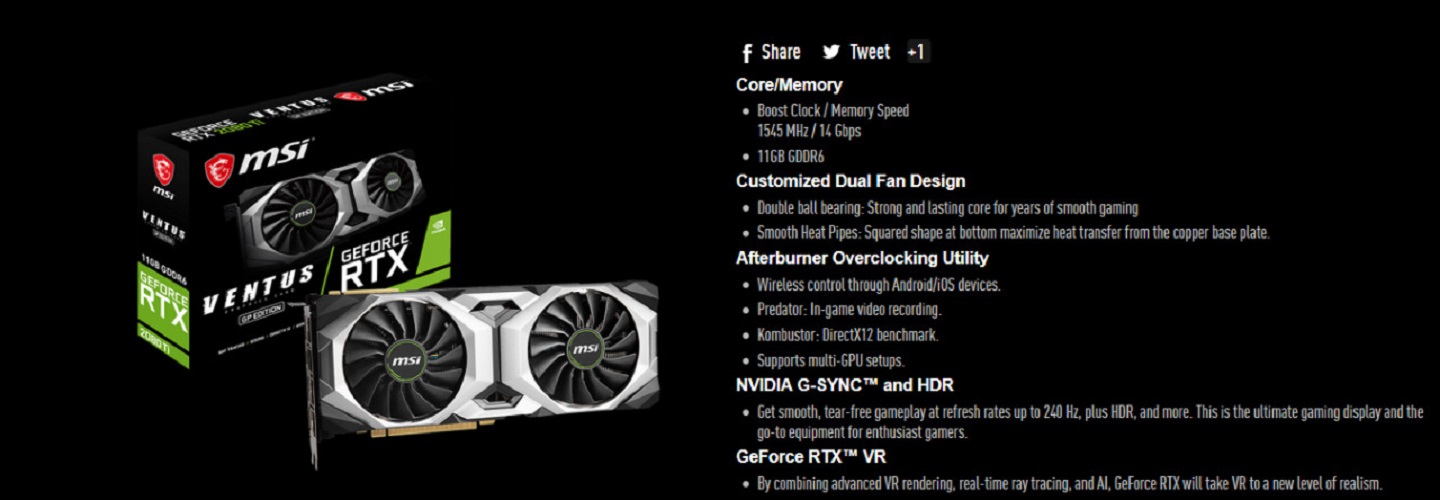 GEFORCE RTX 2080 Ti
VENTUS
GP EDITION
msi
msi
msi
VENTUS
GP EDITION
11GB GDDR6
GEFORCE
RTX
2080 Ti
msi
VENTUS
GP EDITION
GEFORCE
RTX
msi
msi
f Share Tweet +1
Core/Memory
• Boost Clock / Memory Speed
1545 MHz / 14 Gbps
• 11GB GDDR6
Customized Dual Fan Design
• Double ball bearing: Strong and lasting core for years of smooth gaming
• Smooth Heat Pipes: Squared shape at bottom maximize heat transfer from the copper base plate.
Afterburner Overclocking Utility
• Wireless control through Android/iOS devices.
• Predator: In-game video recording.
• Kombustor: DirectX12 benchmark.
• Supports multi-GPU setups.
NVIDIA G-SYNC™ and HDR
• Get smooth, tear-free gameplay at refresh rates up to 240 Hz, plus HDR, and more. This is the ultimate gaming display and the
go-to equipment for enthusiast gamers.
GeForce RTX™ VR
• By combining advanced VR rendering, real-time ray tracing, and AI, GeForce RTX will take VR to a new level of realism.